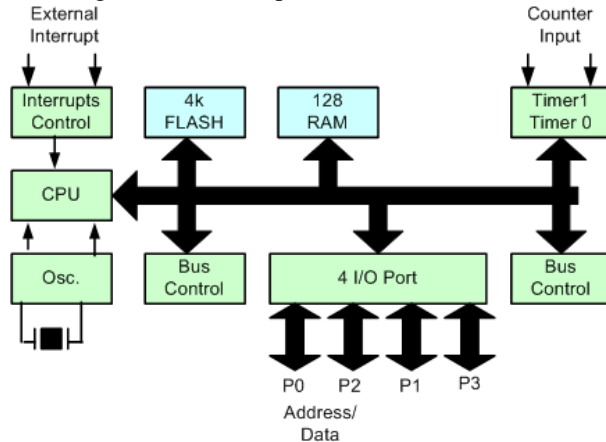 External
Interrupt
Counter
Input
Interrupts
Control
4k
FLASH
128
RAM
Timer1
Timer 0
CPU
Osc.
Bus
Control
4 I/O Port
Bus
Control
P0 P2 P1 P3
Address/
Data